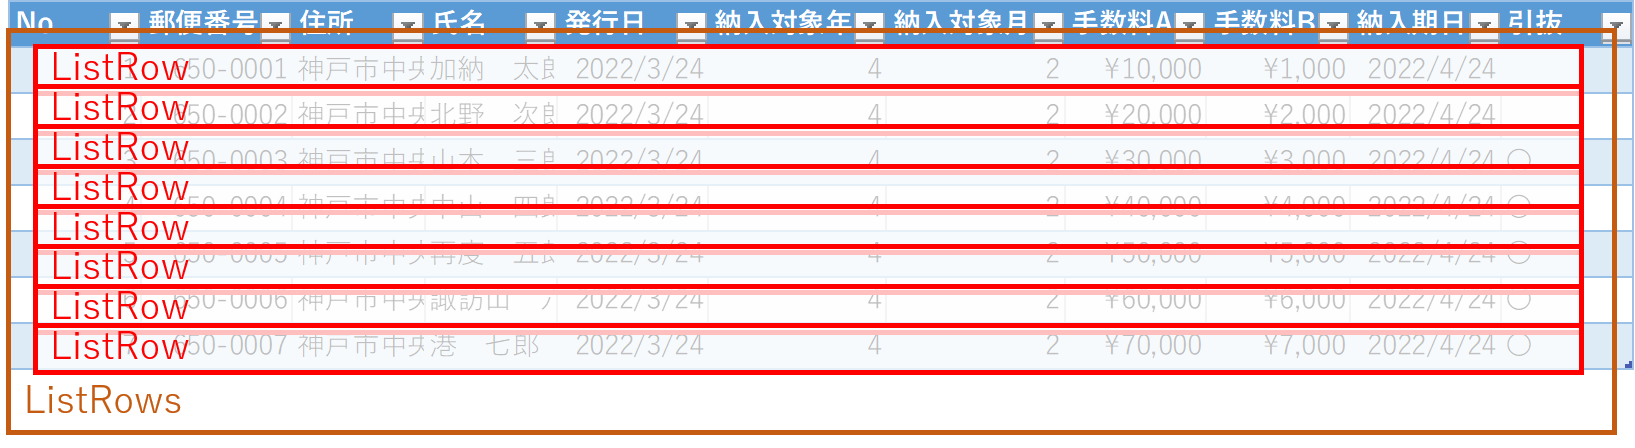 No. 郵便番号 住所 氏名 発行日 納入対象年 納入対象月 手数料A 手数料B 納入期日 引抜
ListRow 650-0001 神戸市中央 加納 太郎 2022/3/24 4 2 ¥10,000 ¥1,000 2022/4/24
ListRow 650-0002 神戸市中央 北野 次郎 2022/3/24 4 2 ¥20,000 ¥2,000 2022/4/24
ListRow 650-0003 神戸市中央 山本 三郎 2022/3/24 4 2 ¥30,000 ¥3,000 2022/4/24 〇
ListRow 650-0004 神戸市中央 中山 四郎 2022/3/24 4 2 ¥40,000 ¥4,000 2022/4/24 〇
ListRow
ListRow 650-0005 神戸市中央 再度 五郎 2022/3/24 4 2 ¥50,000 ¥5,000 2022/4/24 〇
ListRow 650-0006 神戸市中央 諏訪山 2022/3/24 4 2 ¥60,000 ¥6,000 2022/4/24 〇
ListRow 650-0007 神戸市中央 港 七郎 2022/3/24 4 2 ¥70,000 ¥7,000 2022/4/24 〇
ListRows